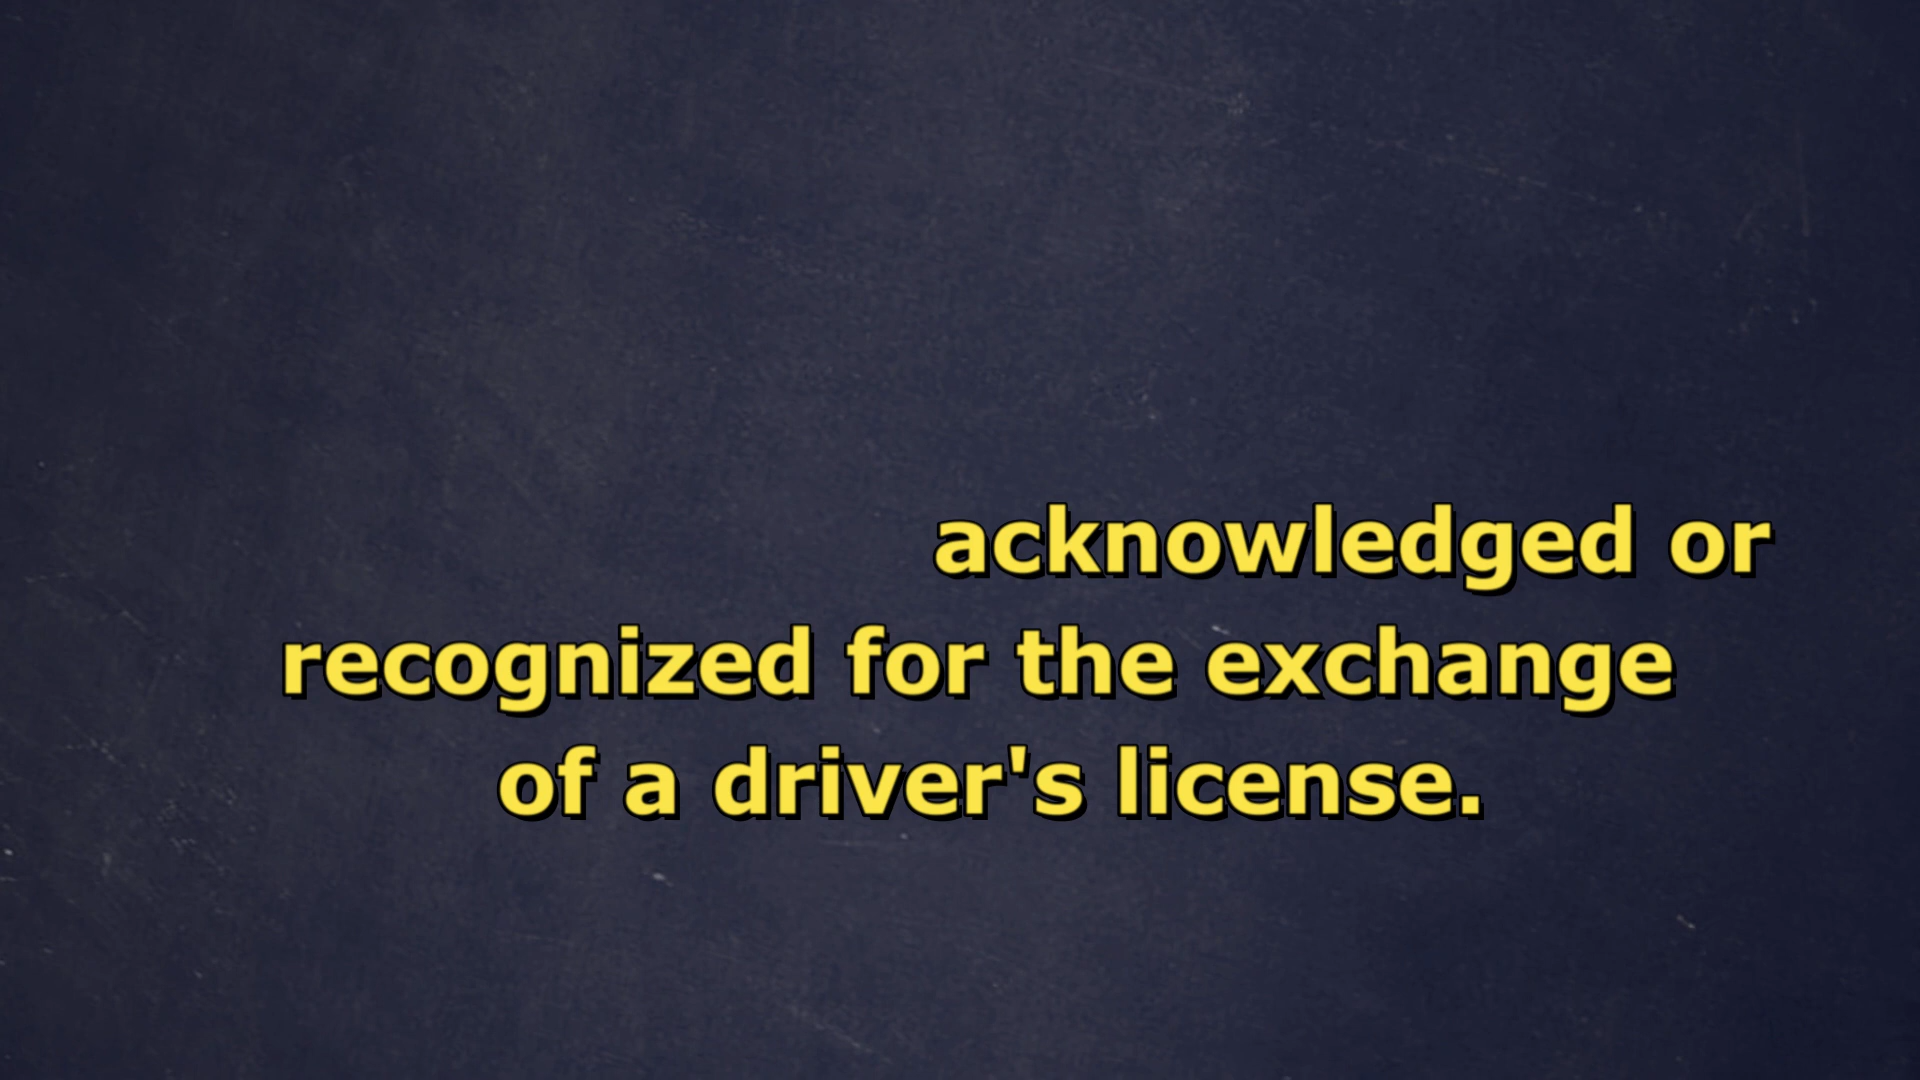 acknowledged or
recognized for the exchange
of a driver's license.